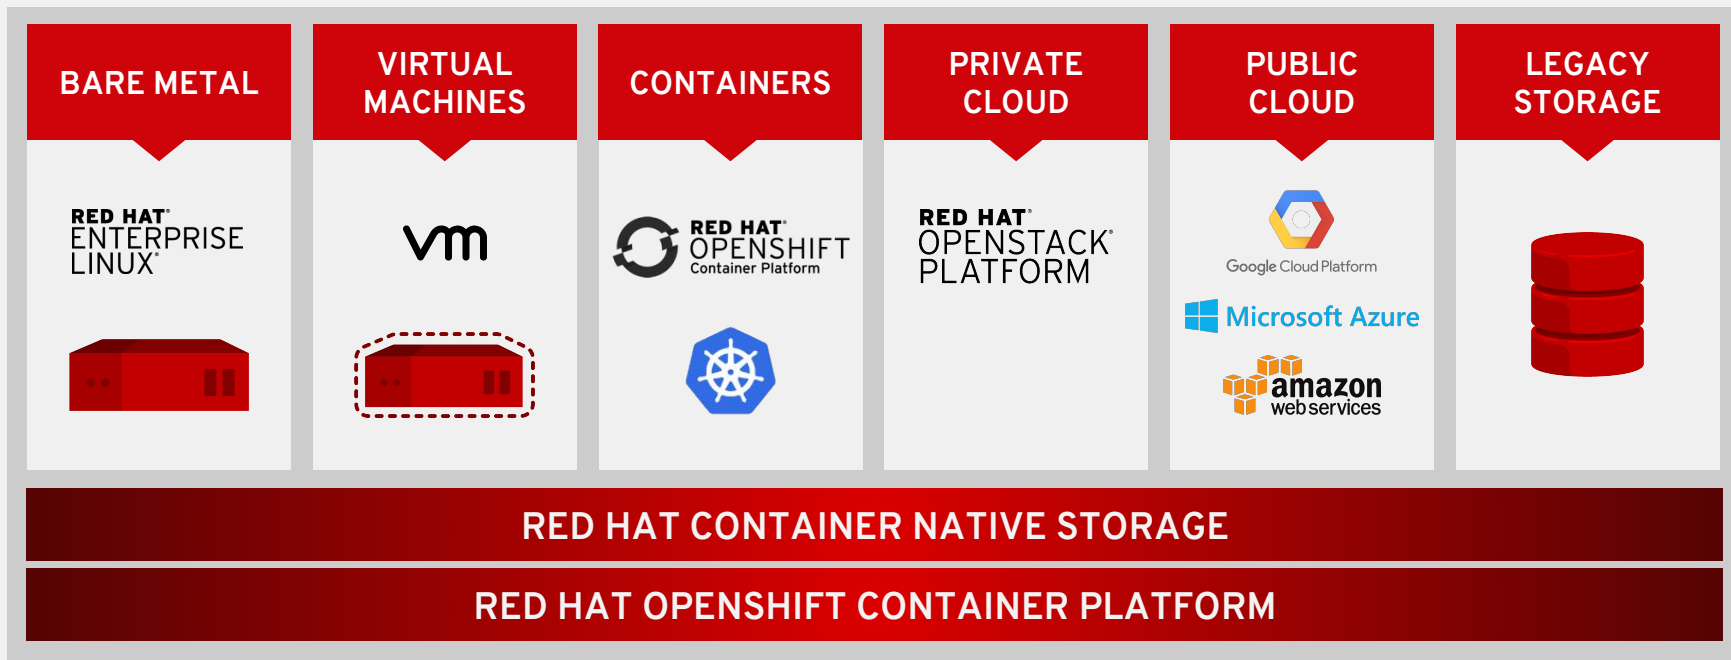 BARE METAL
VIRTUAL
MACHINES
CONTAINERS
PRIVATE
CLOUD
PUBLIC
CLOUD
LEGACY
STORAGE
RED HAT®
ENTERPRISE
LINUX®
vm
RED HAT®
OPENSHIFT
Container Platform
RED HAT®
OPENSTACK®
PLATFORM
Google Cloud Platform
Microsoft Azure
amazon
web services
RED HAT CONTAINER NATIVE STORAGE
RED HAT OPENSHIFT CONTAINER PLATFORM